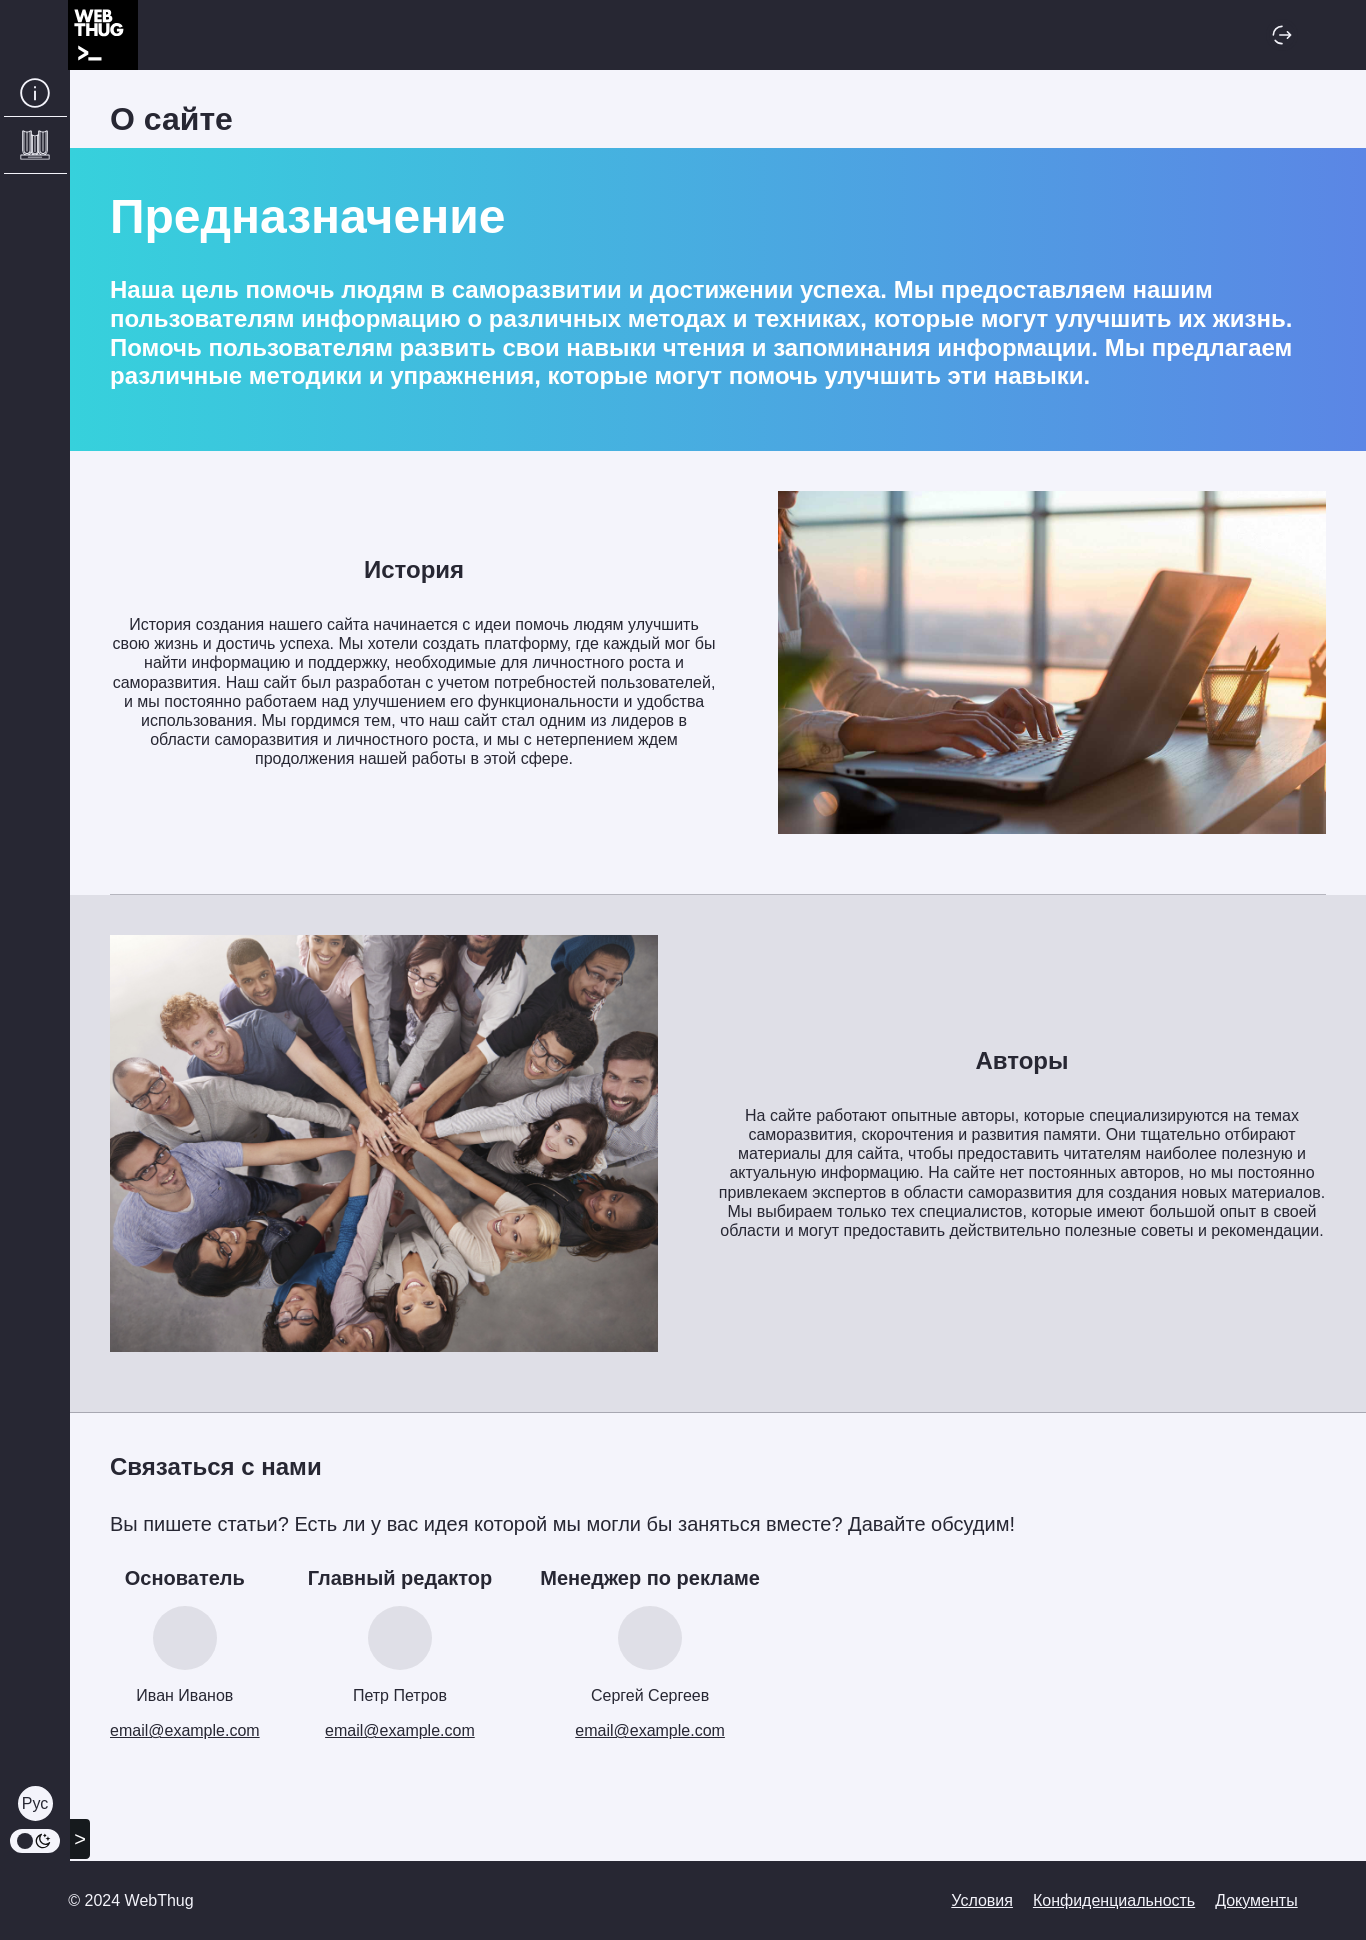 WEB
THUG
>_
О сайте
Предназначение
Наша цель помочь людям в саморазвитии и достижении успеха. Мы предоставляем нашим
пользователям информацию о различных методах и техниках, которые могут улучшить их жизнь.
Помочь пользователям развить свои навыки чтения и запоминания информации. Мы предлагаем
различные методики и упражнения, которые могут помочь улучшить эти навыки.
История
История создания нашего сайта начинается с идеи помочь людям улучшить
свою жизнь и достичь успеха. Мы хотели создать платформу, где каждый мог бы
найти информацию и поддержку, необходимые для личностного роста и
саморазвития. Наш сайт был разработан с учетом потребностей пользователей,
и мы постоянно работаем над улучшением его функциональности и удобства
использования. Мы гордимся тем, что наш сайт стал одним из лидеров в
области саморазвития и личностного роста, и мы с нетерпением ждем
продолжения нашей работы в этой сфере.
Авторы
На сайте работают опытные авторы, которые специализируются на темах
саморазвития, скорочтения и развития памяти. Они тщательно отбирают
материалы для сайта, чтобы предоставить читателям наиболее полезную и
актуальную информацию. На сайте нет постоянных авторов, но мы постоянно
привлекаем экспертов в области саморазвития для создания новых материалов.
Мы выбираем только тех специалистов, которые имеют большой опыт в своей
области и могут предоставить действительно полезные советы и рекомендации.
Связаться с нами
Вы пишете статьи? Есть ли у вас идея которой мы могли бы заняться вместе? Давайте обсудим!
Основатель
Иван Иванов
email@example.com
Главный редактор
Петр Петров
email@example.com
Менеджер по рекламе
Сергей Сергеев
email@example.com
Рус
>
© 2024 WebThug
Условия Конфиденциальность Документы